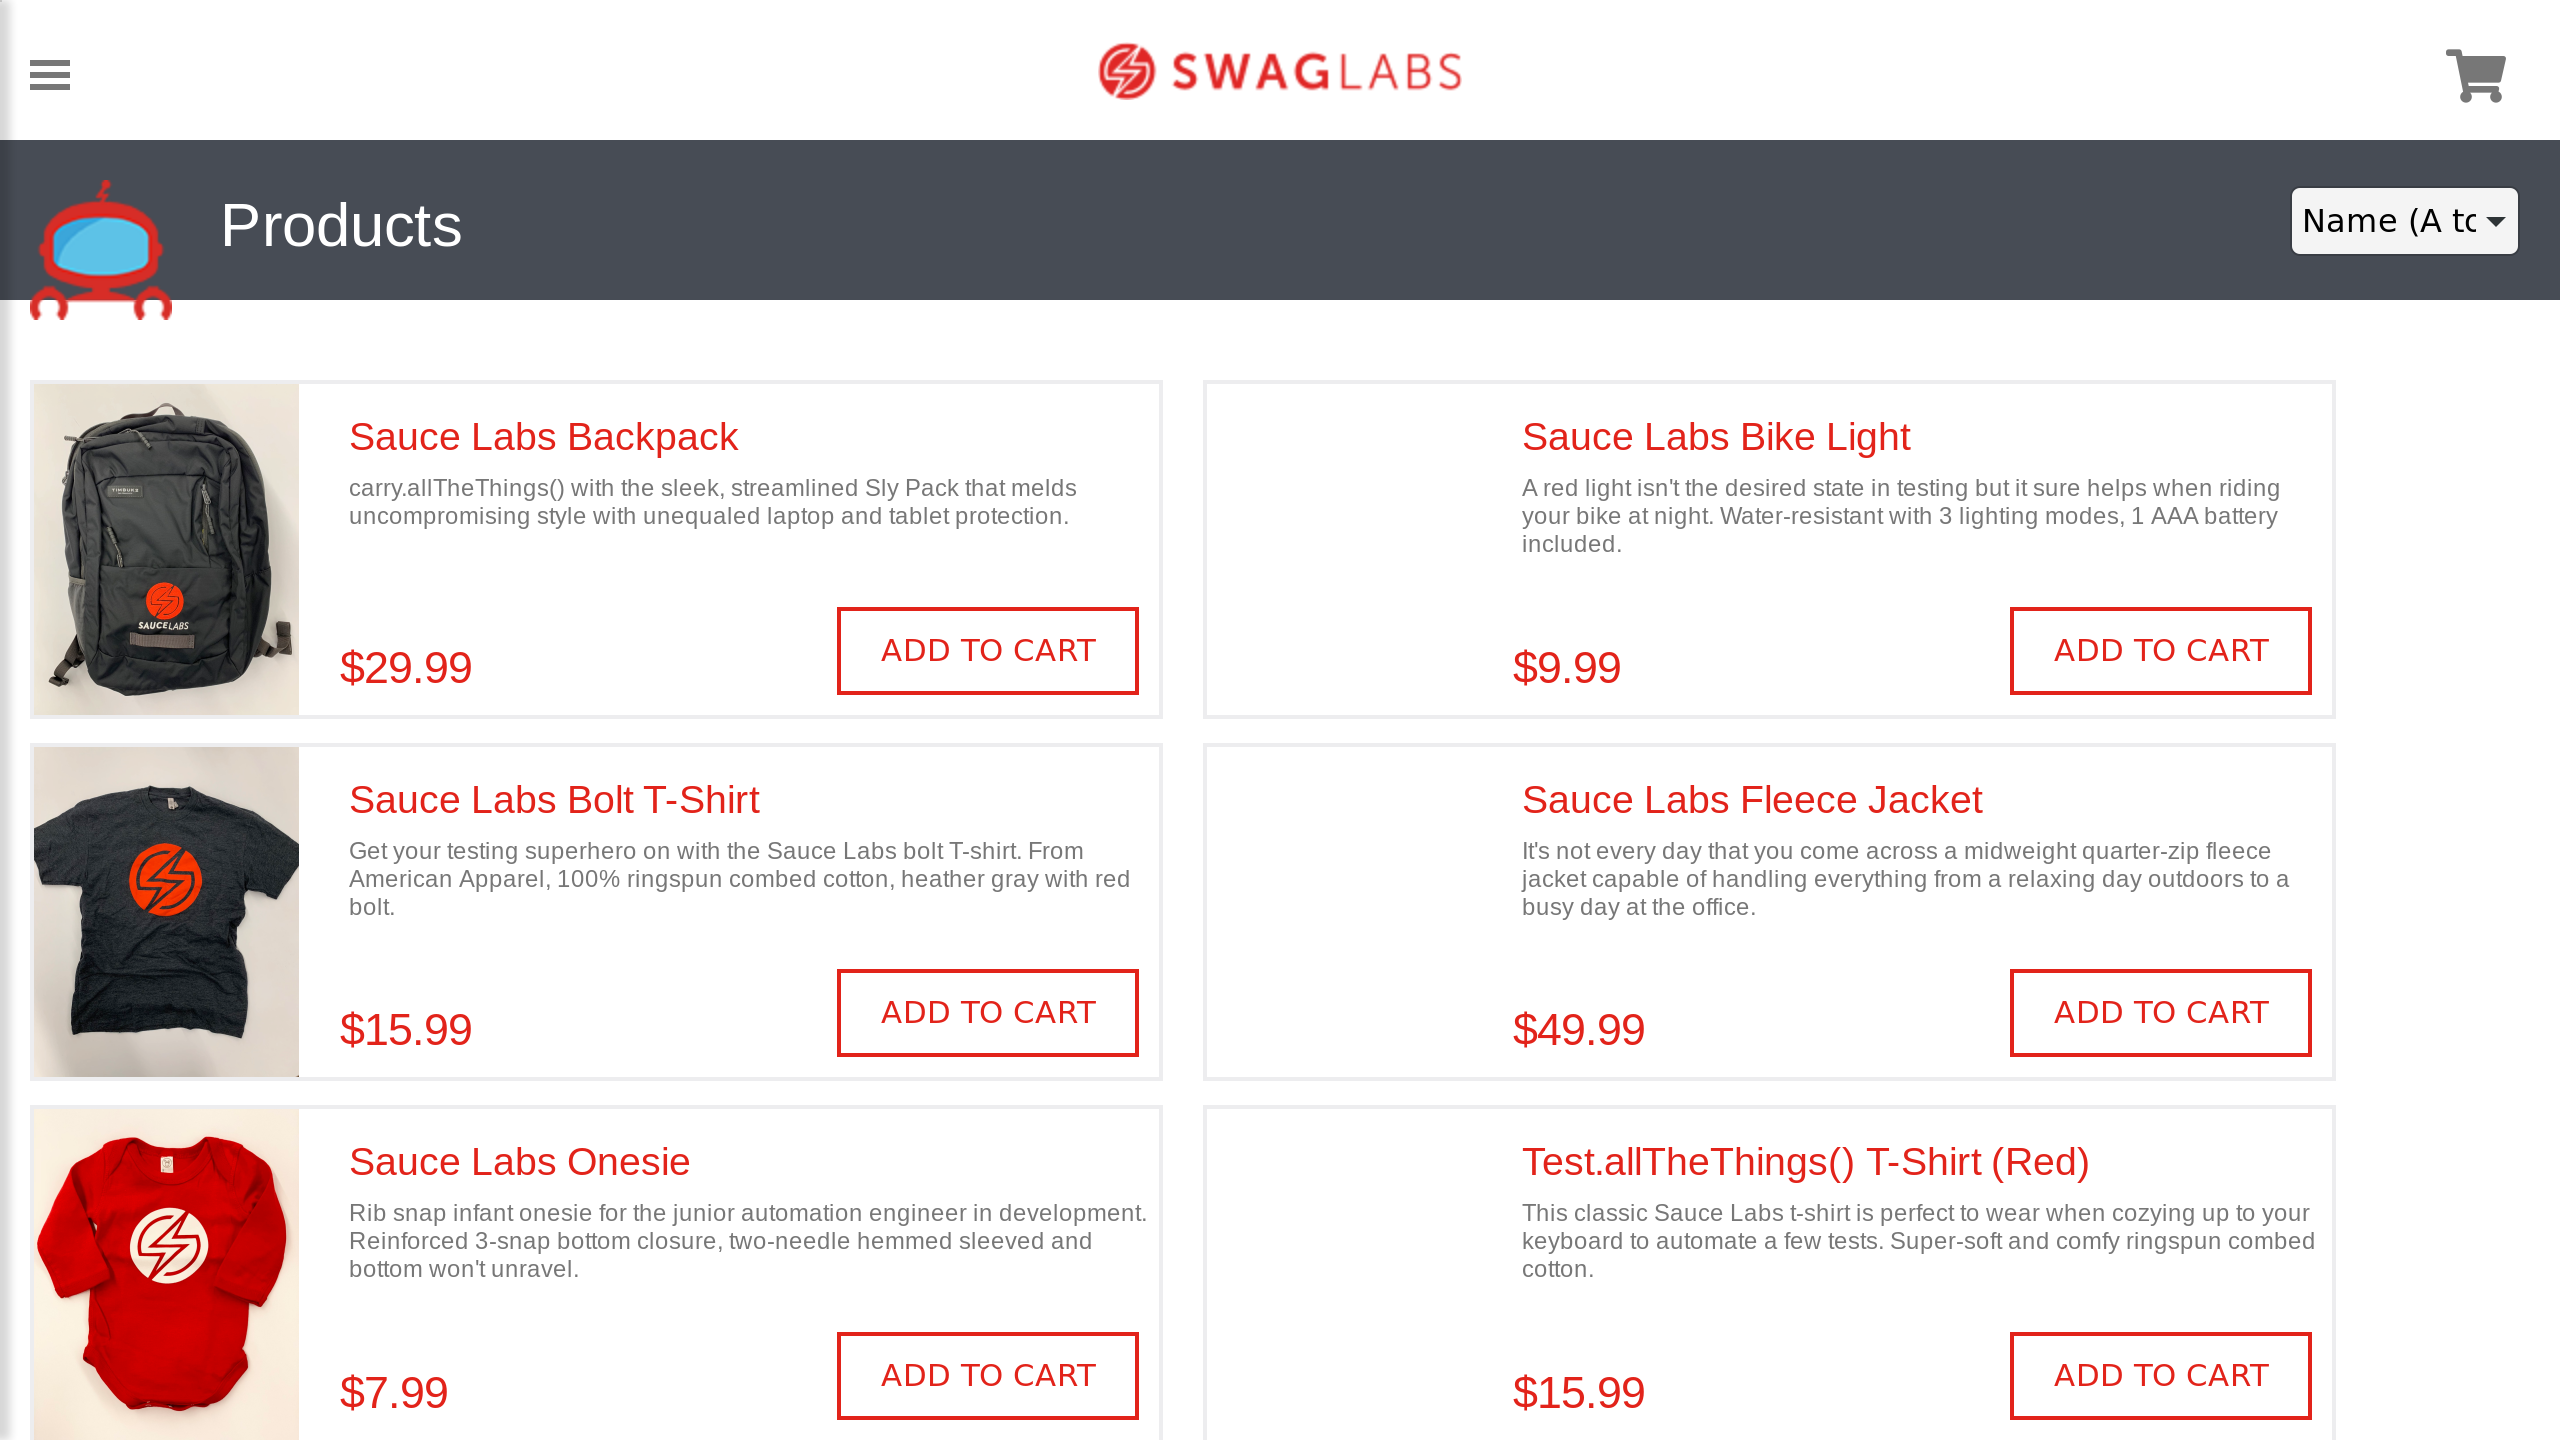 SWAGLABS
Products
Name (A to
Sauce Labs Backpack
carry.allTheThings() with the sleek, streamlined Sly Pack that melds
uncompromising style with unequaled laptop and tablet protection.
$29.99
ADD TO CART
SAUCELABS
Sauce Labs Bike Light
A red light isn't the desired state in testing but it sure helps when riding
your bike at night. Water-resistant with 3 lighting modes, 1 AAA battery
included.
$9.99
ADD TO CART
Sauce Labs Bolt T-Shirt
Get your testing superhero on with the Sauce Labs bolt T-shirt. From
American Apparel, 100% ringspun combed cotton, heather gray with red
bolt.
$15.99
ADD TO CART
Sauce Labs Fleece Jacket
It's not every day that you come across a midweight quarter-zip fleece
jacket capable of handling everything from a relaxing day outdoors to a
busy day at the office.
$49.99
ADD TO CART
Sauce Labs Onesie
Rib snap infant onesie for the junior automation engineer in development.
Reinforced 3-snap bottom closure, two-needle hemmed sleeved and
bottom won't unravel.
$7.99
ADD TO CART
Test.allTheThings() T-Shirt (Red)
This classic Sauce Labs t-shirt is perfect to wear when cozying up to your
keyboard to automate a few tests. Super-soft and comfy ringspun combed
cotton.
$15.99
ADD TO CART